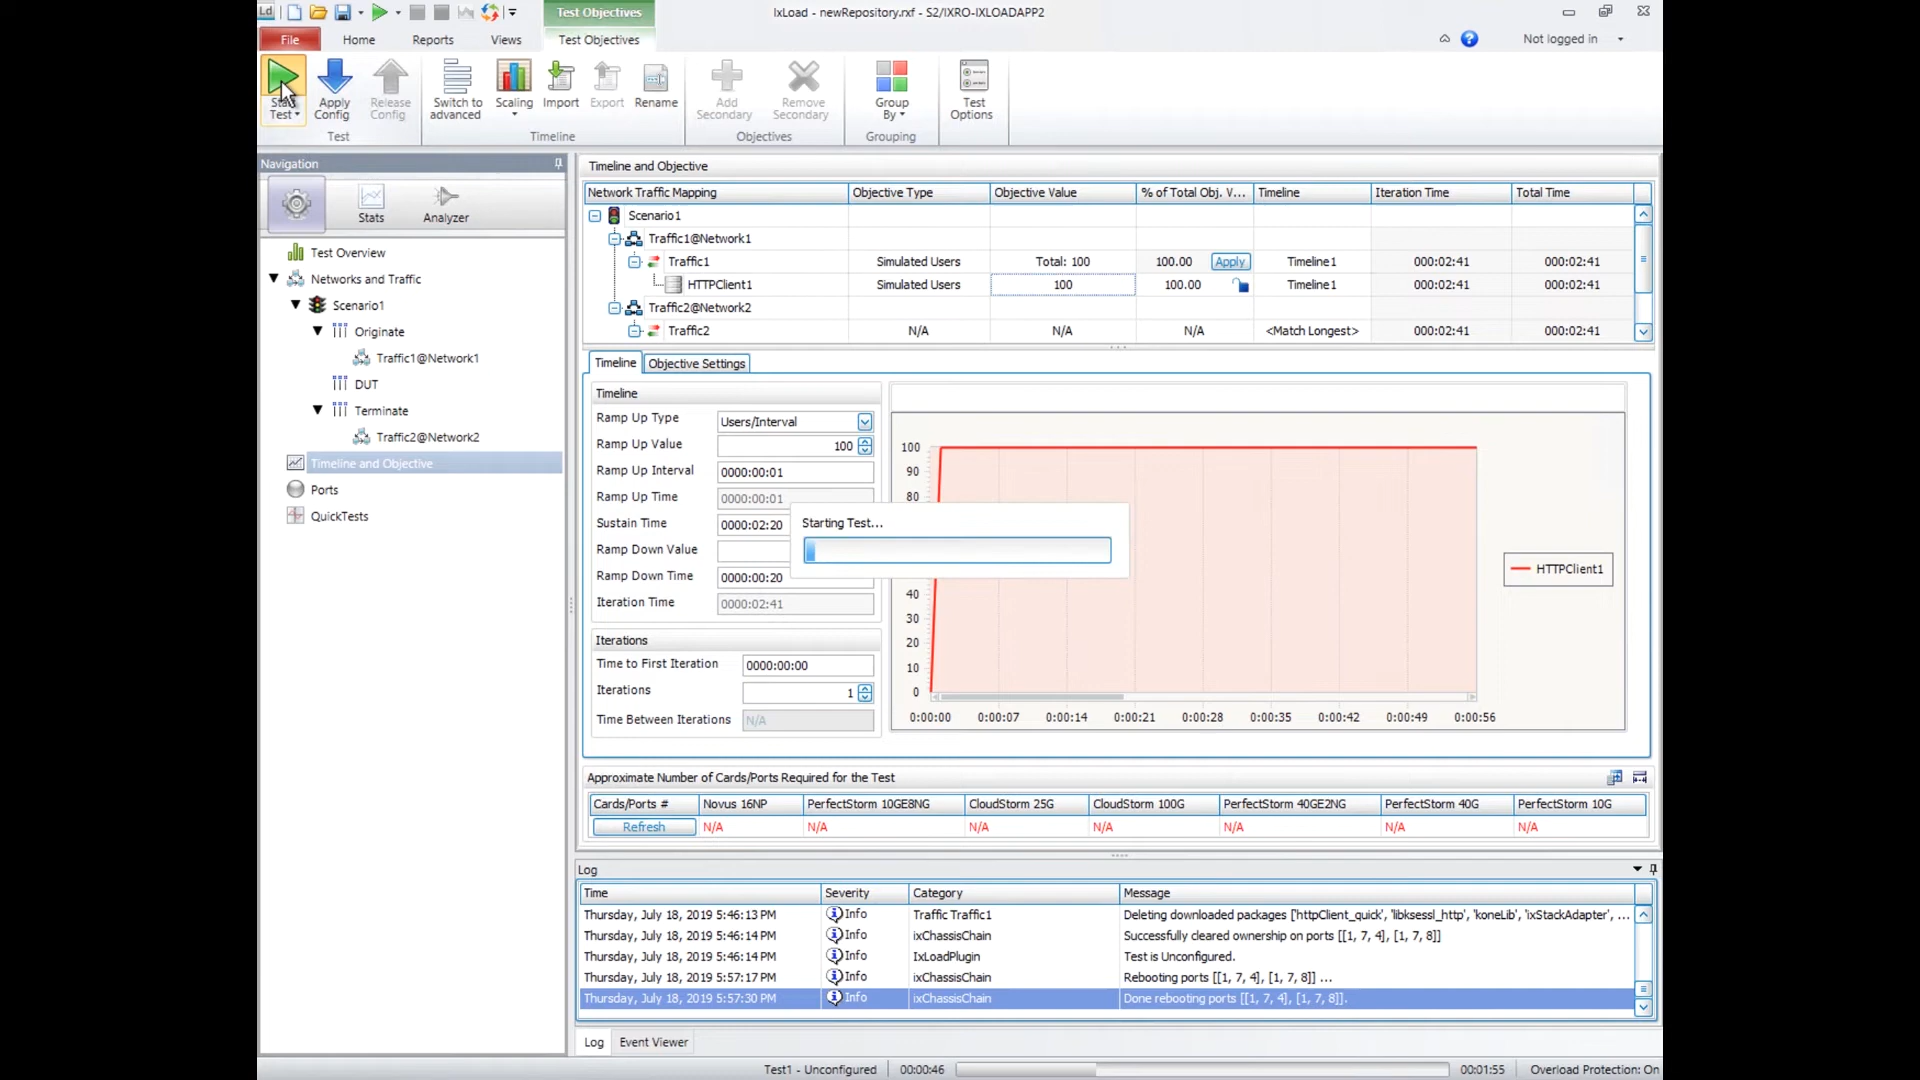 Ld
Test Objectives
IxLoad - newRepository.rxf - S2/IXRO-IXLOADAPP2
File
Home
Reports
Views
Test Objectives
Not logged in
Start Test
Apply Config
Release Config
Switch to advanced
Scaling
Import
Export
Rename
Add Secondary
Remove Secondary
Group By
Test Options
Test
Timeline
Objectives
Grouping
Navigation
Stats
Analyzer
Test Overview
Networks and Traffic
Scenario1
Originate
Traffic1@Network1
DUT
Terminate
Traffic2@Network2
Timeline and Objective
Ports
QuickTests
Timeline and Objective
Network Traffic Mapping Objective Type Objective Value % of Total Obj. V... Timeline Iteration Time Total Time
Scenario1
Traffic1@Network1
Traffic1 Simulated Users Total: 100 100.00 Apply Timeline1 000:02:41 000:02:41
HTTPClient1 Simulated Users 100 100.00 Timeline1 000:02:41 000:02:41
Traffic2@Network2
Traffic2 N/A N/A N/A <Match Longest> 000:02:41 000:02:41
Timeline
Objective Settings
Timeline
Ramp Up Type Users/Interval
Ramp Up Value 100
Ramp Up Interval 0000:00:01
Ramp Up Time 0000:00:01
Sustain Time 0000:02:20
Ramp Down Value
Ramp Down Time 0000:00:20
Iteration Time 0000:02:41
Iterations
Time to First Iteration 0000:00:00
Iterations 1
Time Between Iterations N/A
Starting Test...
100
90
80
40
30
20
10
0
0:00:00 0:00:07 0:00:14 0:00:21 0:00:28 0:00:35 0:00:42 0:00:49 0:00:56
HTTPClient1
Approximate Number of Cards/Ports Required for the Test
Cards/Ports # Novus 16NP PerfectStorm 10GE8NG CloudStorm 25G CloudStorm 100G PerfectStorm 40GE2NG PerfectStorm 40G PerfectStorm 10G
Refresh N/A N/A N/A N/A N/A N/A N/A
Log
Time Severity Category Message
Thursday, July 18, 2019 5:46:13 PM Info Traffic Traffic1 Deleting downloaded packages ['httpClient_quick', 'libksessl_http', 'koneLib', 'ixStackAdapter', ...
Thursday, July 18, 2019 5:46:14 PM Info ixChassisChain Successfully cleared ownership on ports [[1, 7, 4], [1, 7, 8]]
Thursday, July 18, 2019 5:46:14 PM Info IxLoadPlugin Test is Unconfigured.
Thursday, July 18, 2019 5:57:17 PM Info ixChassisChain Rebooting ports [[1, 7, 4], [1, 7, 8]] ...
Thursday, July 18, 2019 5:57:30 PM Info ixChassisChain Done rebooting ports [[1, 7, 4], [1, 7, 8]].
Log
Event Viewer
Test1 - Unconfigured 00:00:46 00:01:55 Overload Protection: On